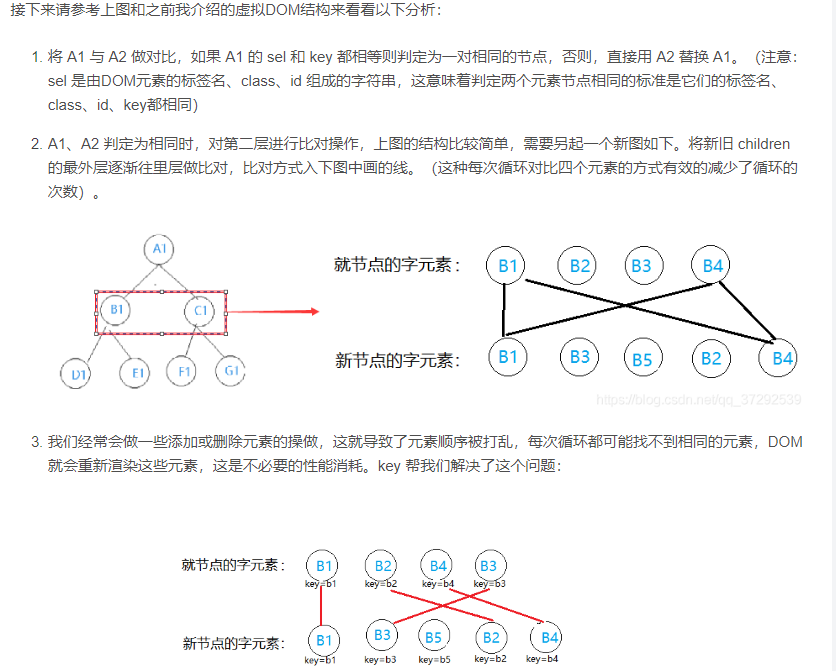 接下来请参考上图和之前我介绍的虚拟DOM结构来看看以下分析：
1. 将 A1 与 A2 做对比，如果 A1 的 sel 和 key 都相等则判定为一对相同的节点，否则，直接用 A2 替换 A1。（注意：
sel 是由DOM元素的标签名、class、id 组成的字符串，这意味着判定两个元素节点相同的标准是它们的标签名、
class、id、key都相同）
2. A1、A2 判定为相同时，对第二层进行比对操作，上图的结构比较简单，需要另起一个新图如下。将新旧 children
的最外层逐渐往里层做比对，比对方式入下图中画的线。（这种每次循环对比四个元素的方式有效的减少了循环的
次数）。
A1
B1 C1
D1 E1 F1 G1
就节点的字元素：
B1 B2 B3 B4
新节点的字元素：
B1 B3 B5 B2 B4
https://blog.csdn.net/qq_37292539
3. 我们经常会做一些添加或删除元素的操做，这就导致了元素顺序被打乱，每次循环都可能找不到相同的元素，DOM
就会重新渲染这些元素，这是不必要的性能消耗。key 帮我们解决了这个问题：
就节点的字元素：
B1 B2 B4 B3
key=b1 key=b2 key=b4 key=b3
新节点的字元素：
B1 B3 B5 B2 B4
key=b1 key=b3 key=b5 key=b2 key=b4